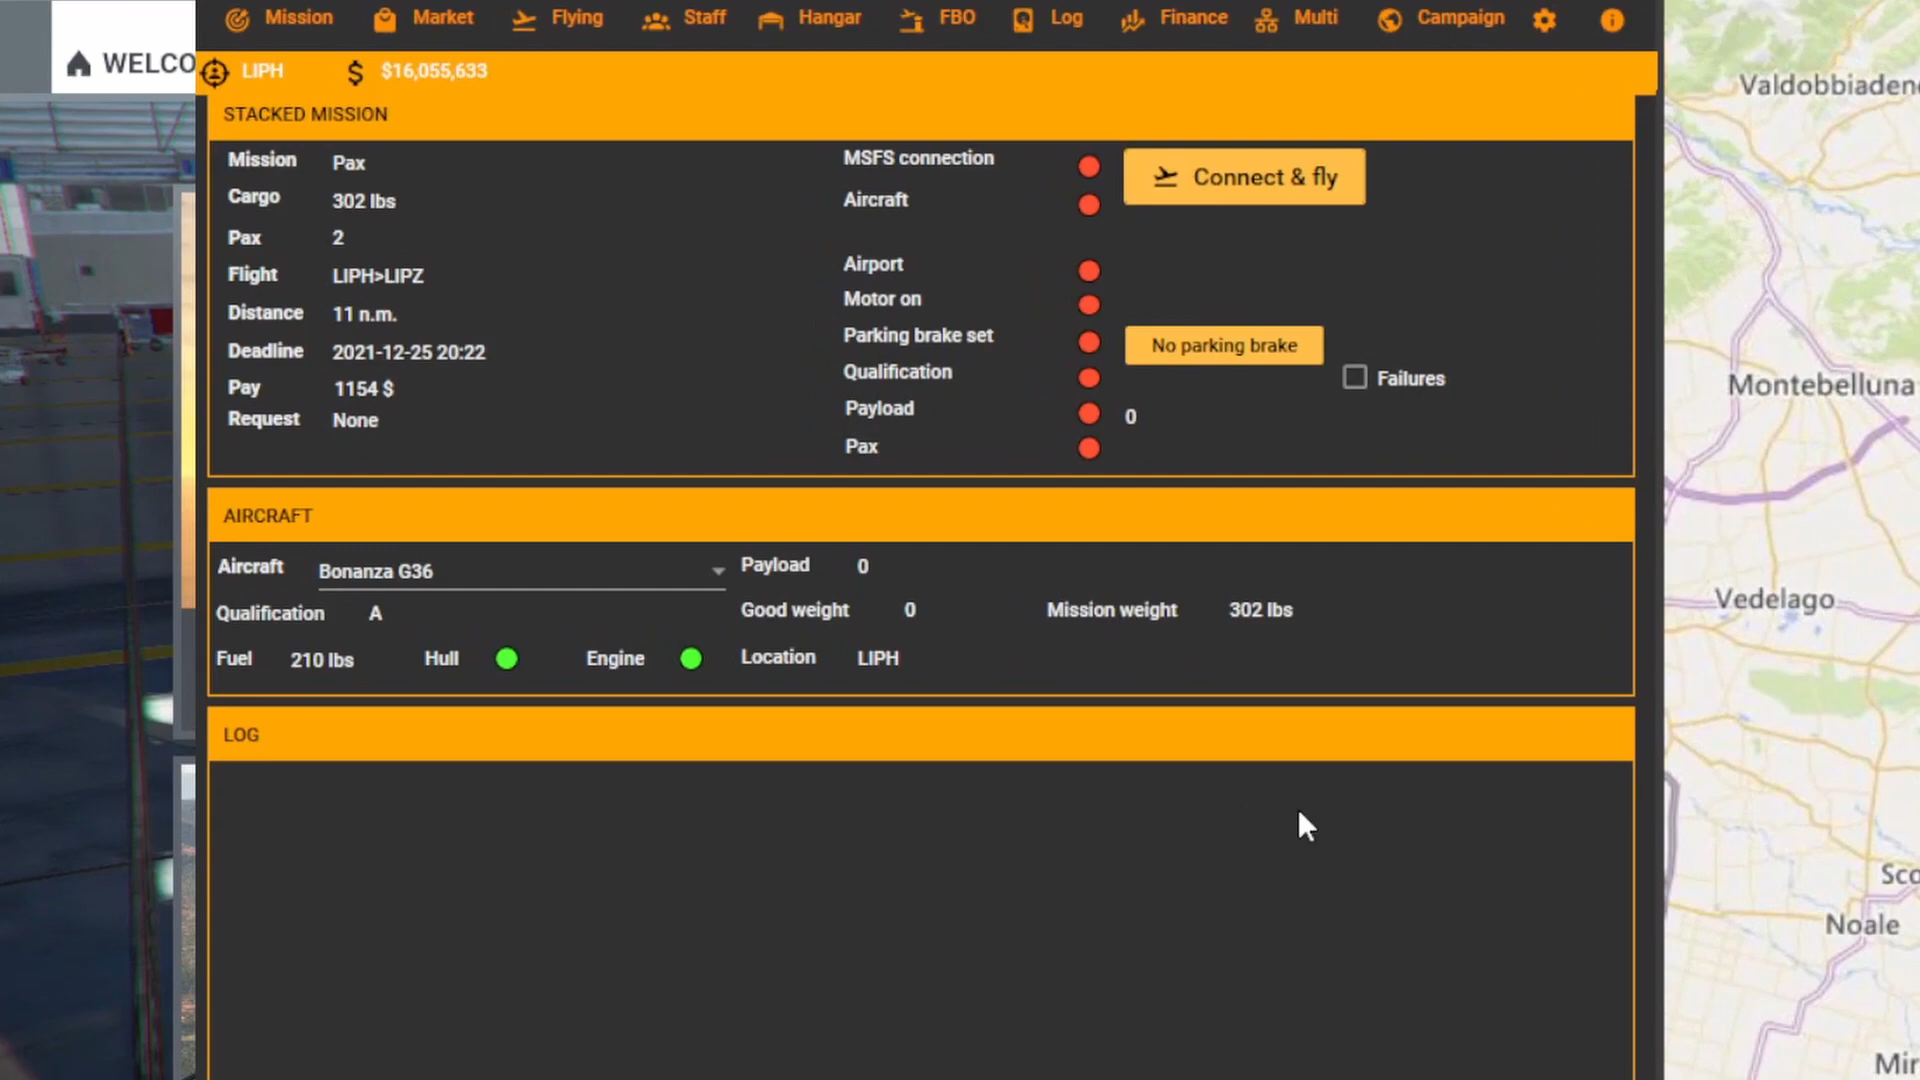 Mission Market Flying Staff Hangar FBO Log Finance Multi Campaign
WELCO
LIPH $16,055,633
STACKED MISSION
Mission Pax
Cargo 302 lbs
Pax 2
Flight LIPH>LIPZ
Distance 11 n.m.
Deadline 2021-12-25 20:22
Pay 1154 $
Request None
MSFS connection
Connect & fly
Aircraft
Airport
Motor on
Parking brake set
No parking brake
Qualification
Failures
Payload 0
Pax
AIRCRAFT
Aircraft Bonanza G36 Payload 0
Qualification A Good weight 0 Mission weight 302 lbs
Fuel 210 lbs Hull Engine Location LIPH
LOG
Valdobbiaden
Montebelluna
Vedelago
Sco
Noale
Mir